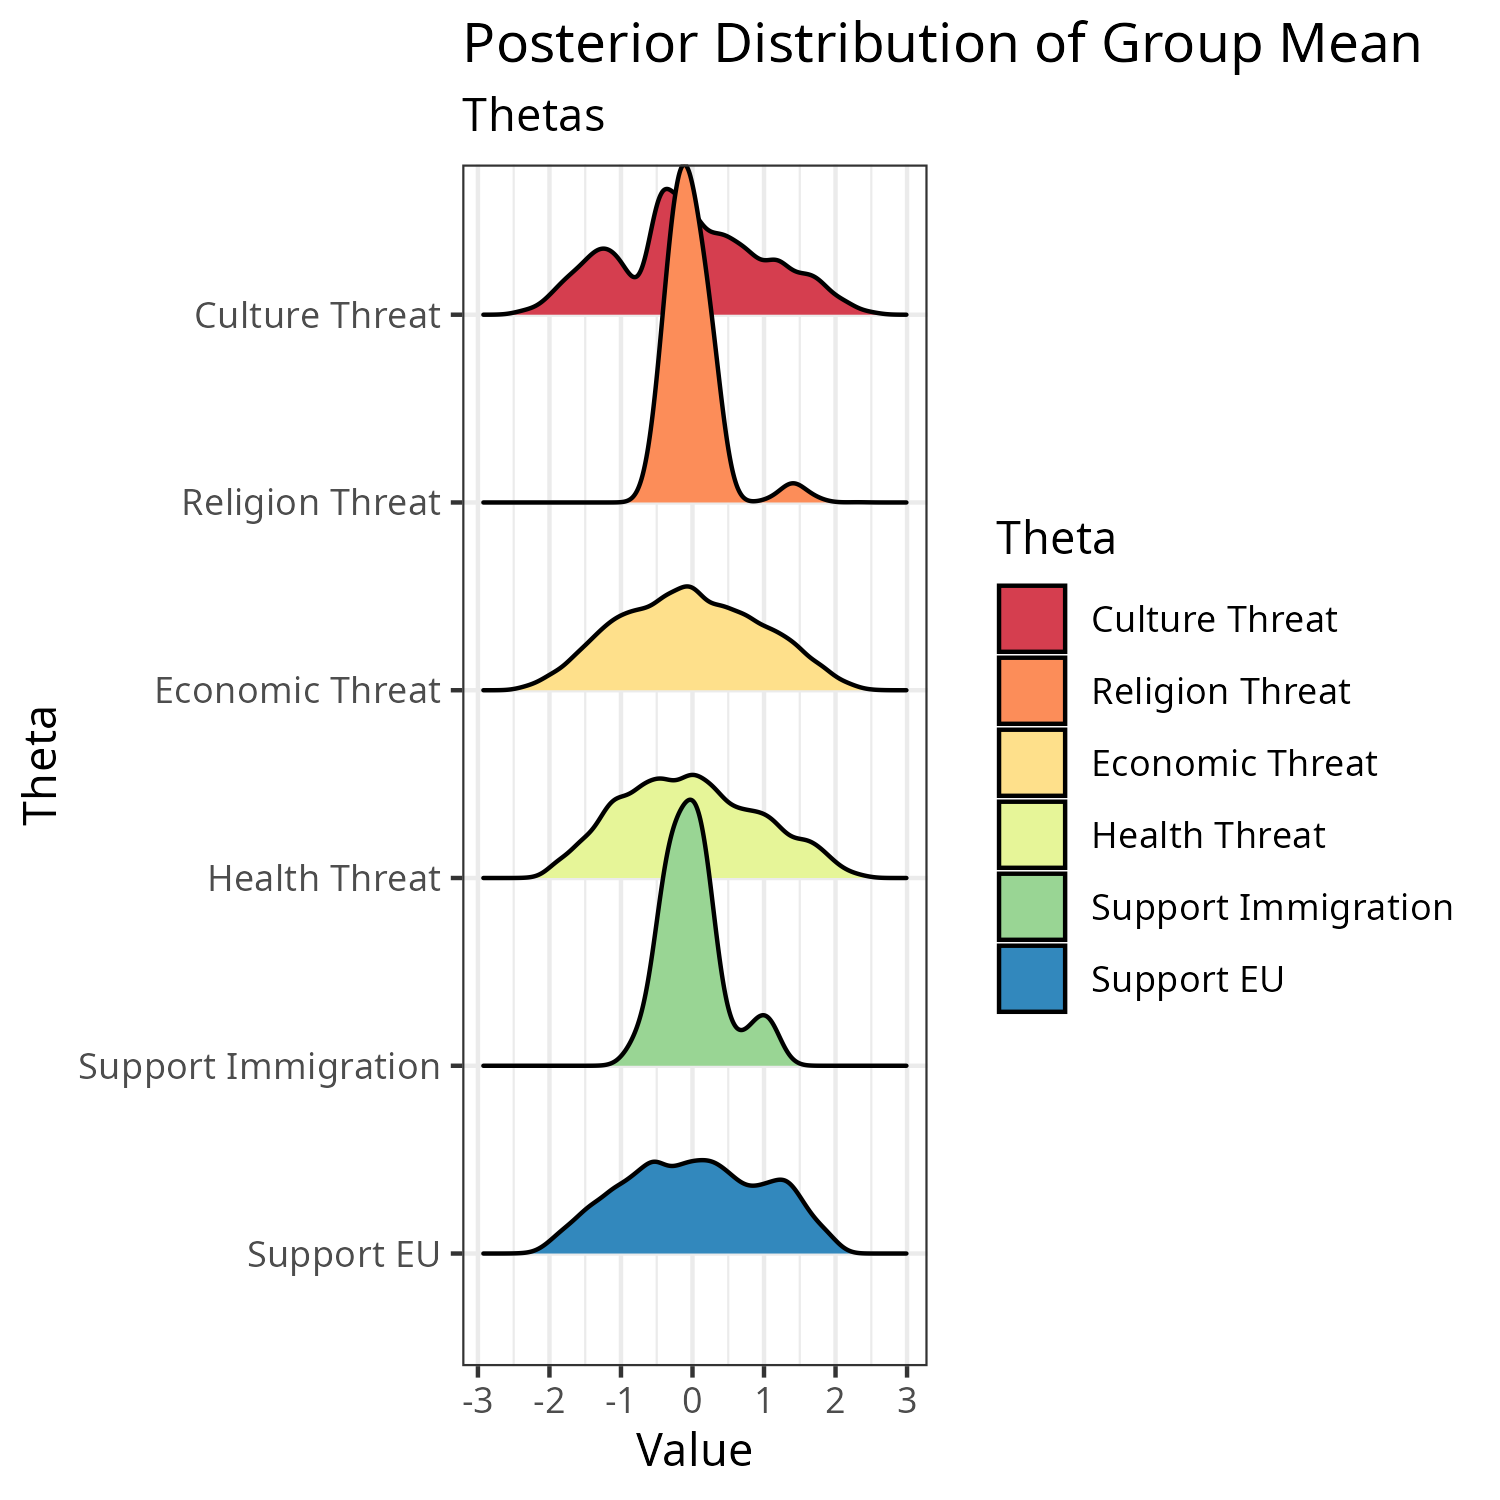 Posterior Distribution of Group Mean
Thetas
Theta
Culture Threat
Religion Threat
Economic Threat
Health Threat
Support Immigration
Support EU
-3 -2 -1 0 1 2 3
Value
Theta
Culture Threat
Religion Threat
Economic Threat
Health Threat
Support Immigration
Support EU